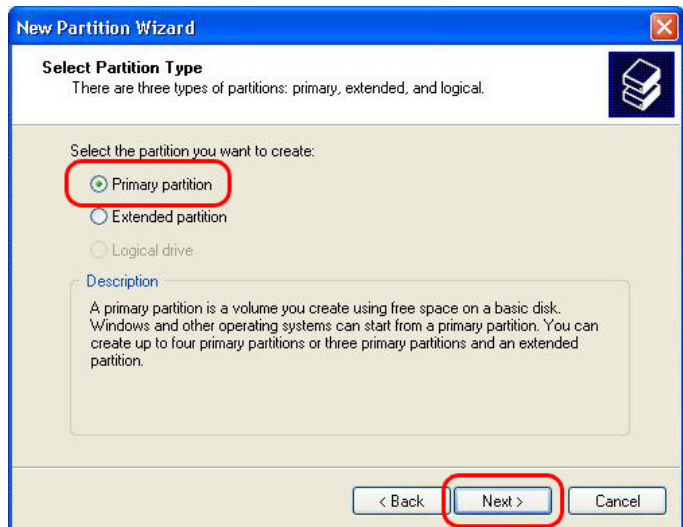 New Partition Wizard
Select Partition Type
There are three types of partitions: primary, extended, and logical.
Select the partition you want to create:
Primary partition
Extended partition
Logical drive
Description
A primary partition is a volume you create using free space on a basic disk.
Windows and other operating systems can start from a primary partition. You can
create up to four primary partitions or three primary partitions and an extended
partition.
< Back
Next >
Cancel